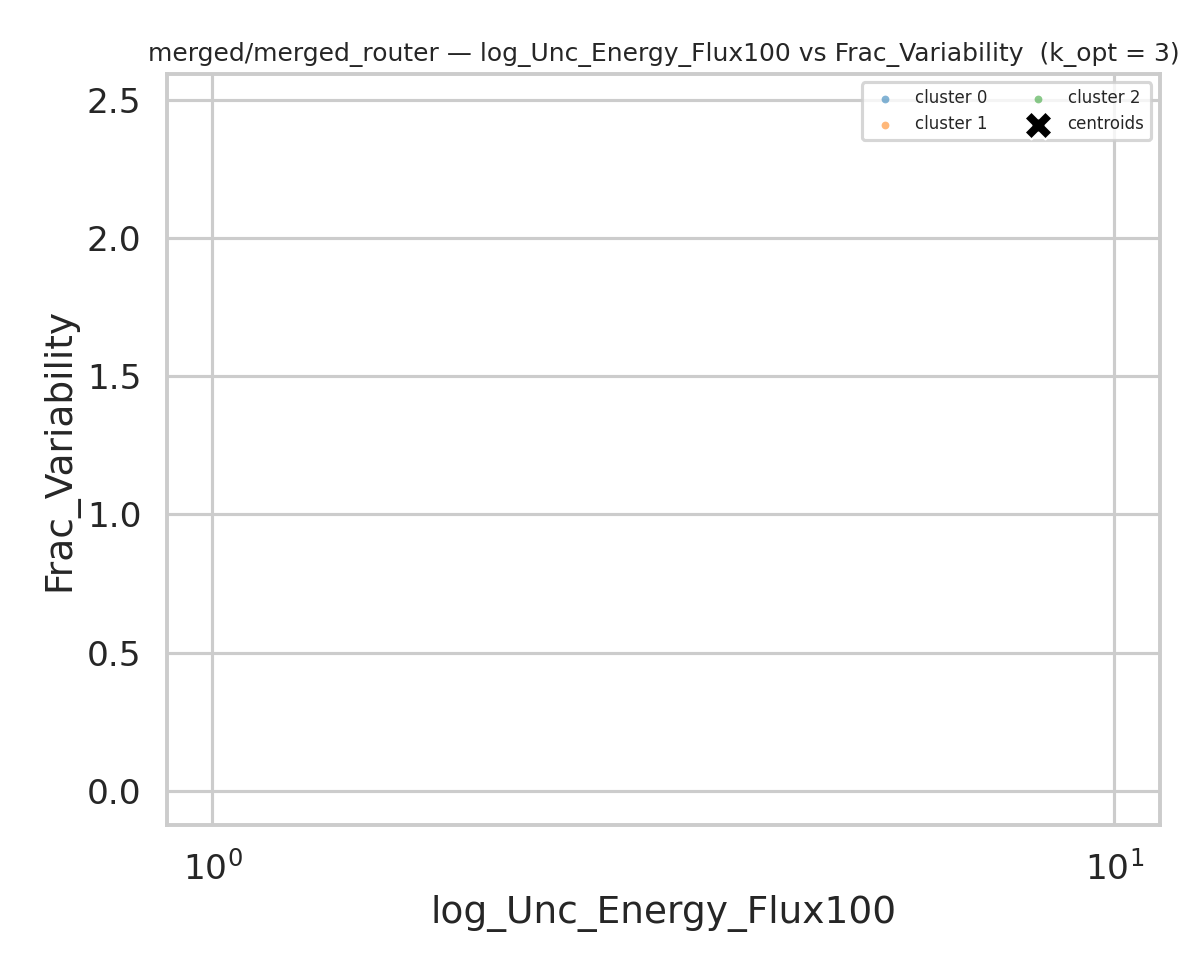 merged/merged_router — log_Unc_Energy_Flux100 vs Frac_Variability (k_opt = 3)
cluster 0
cluster 1
cluster 2
centroids
2.5
2.0
1.5
1.0
0.5
0.0
Frac_Variability
10⁰
10¹
log_Unc_Energy_Flux100